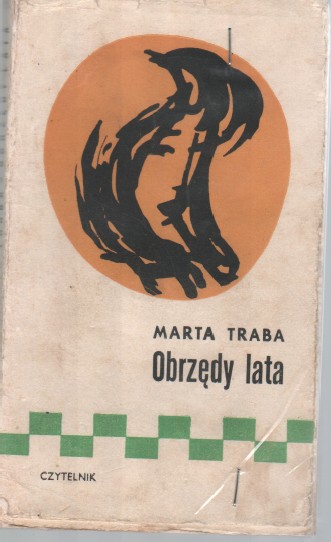 MARTA TRABA
Obrzędy lata
CZYTELNIK